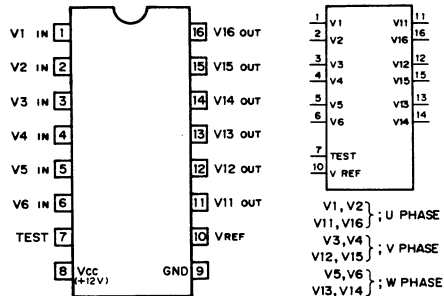 V1 IN 1 16 V16 OUT
V2 IN 2 15 V15 OUT
V3 IN 3 14 V14 OUT
V4 IN 4 13 V13 OUT
V5 IN 5 12 V12 OUT
V6 IN 6 11 V11 OUT
TEST 7 10 VREF
8 VCC GND 9
(+12V)
1 V1 V11 11
2 V2 V16 16
3 V3 V12 12
4 V4 V15 15
5 V5 V13 13
6 V6 V14 14
7 TEST
10 V REF
V1, V2
V11, V16 } ; U PHASE
V3, V4
V12, V15 } ; V PHASE
V5, V6
V13, V14 } ; W PHASE